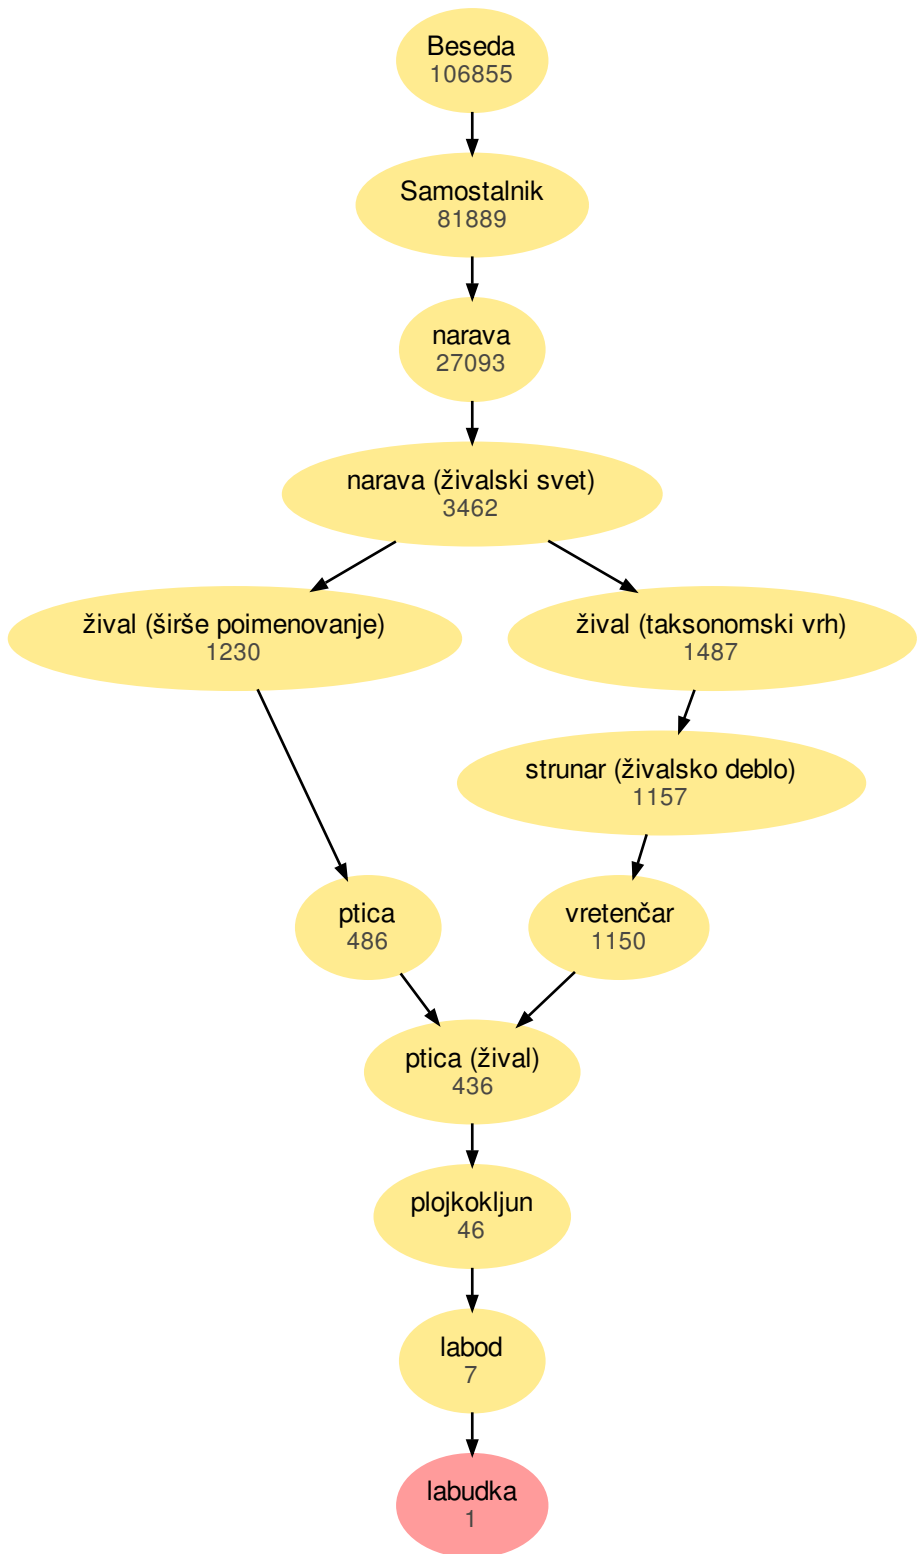 Beseda
106855
Samostalnik
81889
narava
27093
narava (živalski svet)
3462
žival (širše poimenovanje)
1230
žival (taksonomski vrh)
1487
strunar (živalsko deblo)
1157
ptica
486
vretenčar
1150
ptica (žival)
436
plojkokljun
46
labod
7
labudka
1